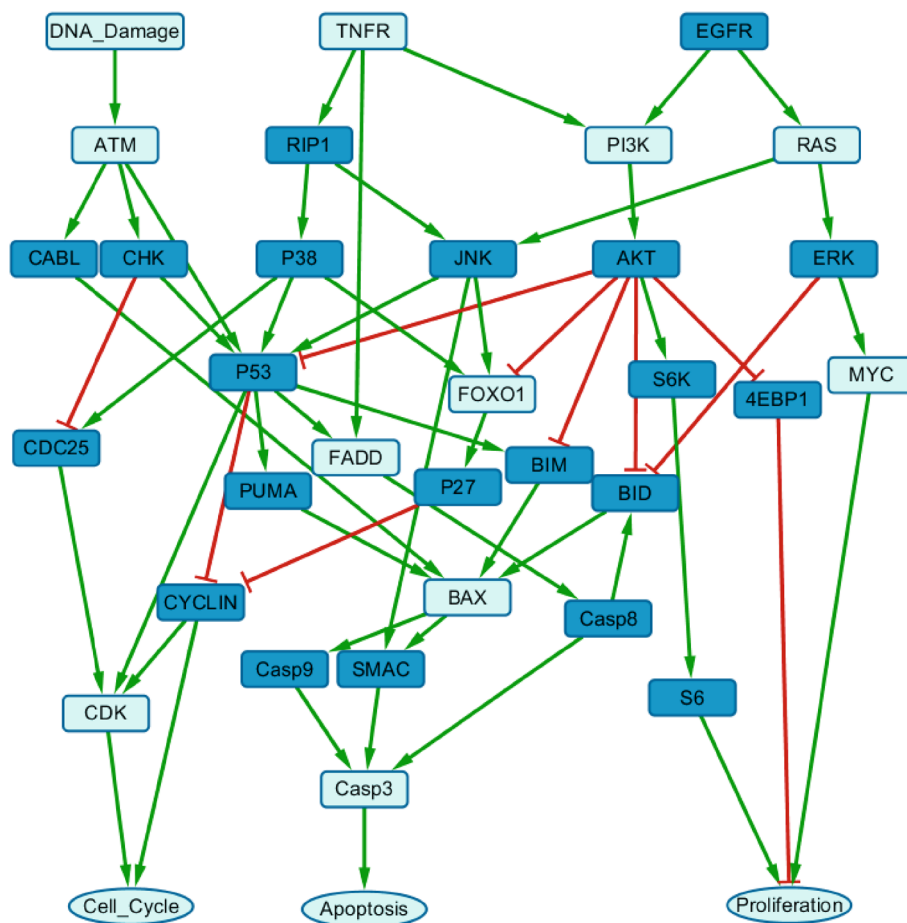 DNA_Damage
TNFR
EGFR
ATM
RIP1
PI3K
RAS
CABL
CHK
P38
JNK
AKT
ERK
P53
FOXO1
S6K
MYC
4EBP1
CDC25
FADD
BIM
PUMA
P27
BID
CYCLIN
BAX
Casp8
Casp9
SMAC
S6
CDK
Casp3
Cell_Cycle
Apoptosis
Proliferation